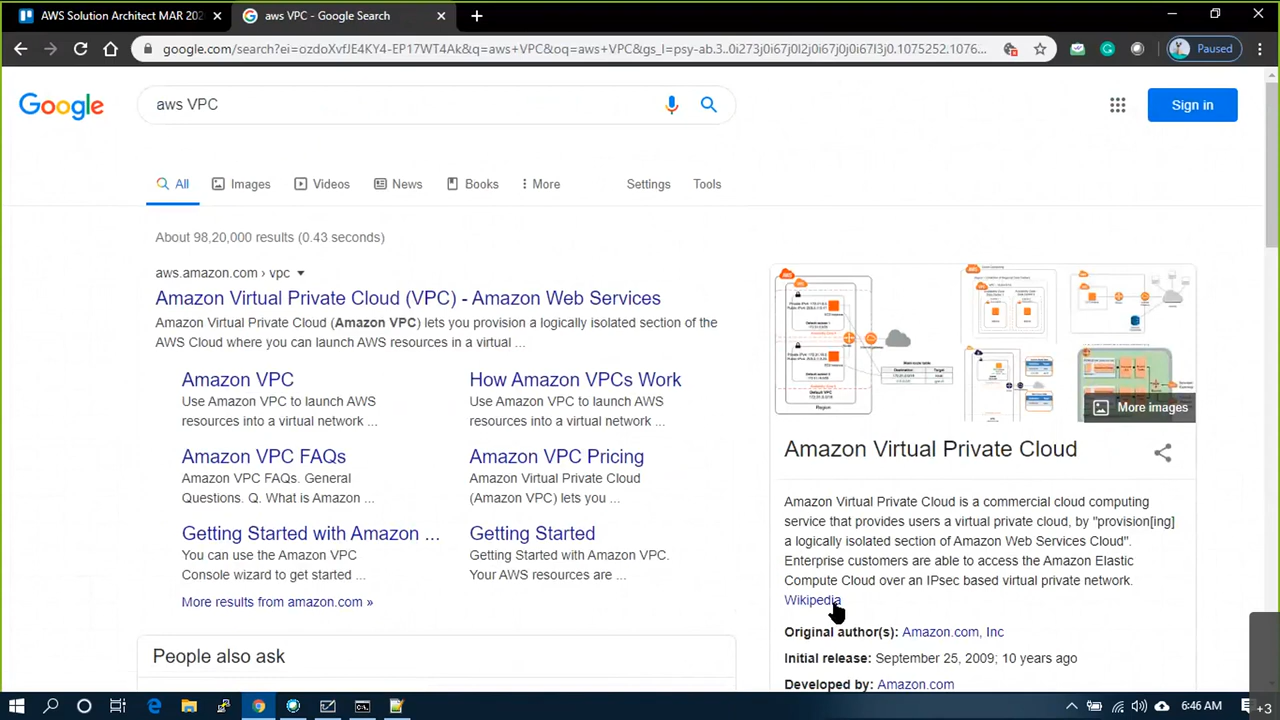 AWS Solution Architect MAR 202
aws VPC - Google Search
google.com/search?ei=ozdoXvfJE4KY4-EP17WT4Ak&q=aws+VPC&oq=aws+VPC&gs_l=psy-ab.3..0i273j0i67j0l2j0i67j0j0i67l3j0.1075252.1076...
Paused
Google
aws VPC
Sign in
All
Images
Videos
News
Books
More
Settings
Tools
About 98,20,000 results (0.43 seconds)
aws.amazon.com › vpc
Amazon Virtual Private Cloud (VPC) - Amazon Web Services
Amazon Virtual Private Cloud (Amazon VPC) lets you provision a logically isolated section of the
AWS Cloud where you can launch AWS resources in a virtual ...
Amazon VPC
Use Amazon VPC to launch AWS
resources into a virtual network ...
How Amazon VPCs Work
Use Amazon VPC to launch AWS
resources into a virtual network ...
Amazon VPC FAQs
Amazon VPC FAQs. General
Questions. Q. What is Amazon ...
Amazon VPC Pricing
Amazon Virtual Private Cloud
(Amazon VPC) lets you ...
Getting Started with Amazon ...
You can use the Amazon VPC
Console wizard to get started ...
Getting Started
Getting Started with Amazon VPC.
Your AWS resources are ...
More results from amazon.com »
People also ask
Region
More images
Amazon Virtual Private Cloud
Amazon Virtual Private Cloud is a commercial cloud computing
service that provides users a virtual private cloud, by "provision[ing]
a logically isolated section of Amazon Web Services Cloud".
Enterprise customers are able to access the Amazon Elastic
Compute Cloud over an IPsec based virtual private network.
Wikipedia
Original author(s): Amazon.com, Inc
Initial release: September 25, 2009; 10 years ago
Developed by: Amazon.com
6:46 AM
+3